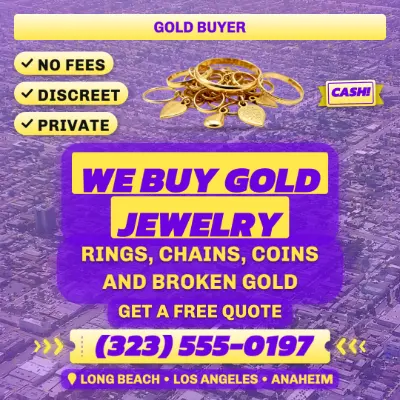 GOLD BUYER
NO FEES
DISCREET
PRIVATE
CASH!
WE BUY GOLD
JEWELRY
RINGS, CHAINS, COINS
AND BROKEN GOLD
GET A FREE QUOTE
(323) 555-0197
LONG BEACH • LOS ANGELES • ANAHEIM